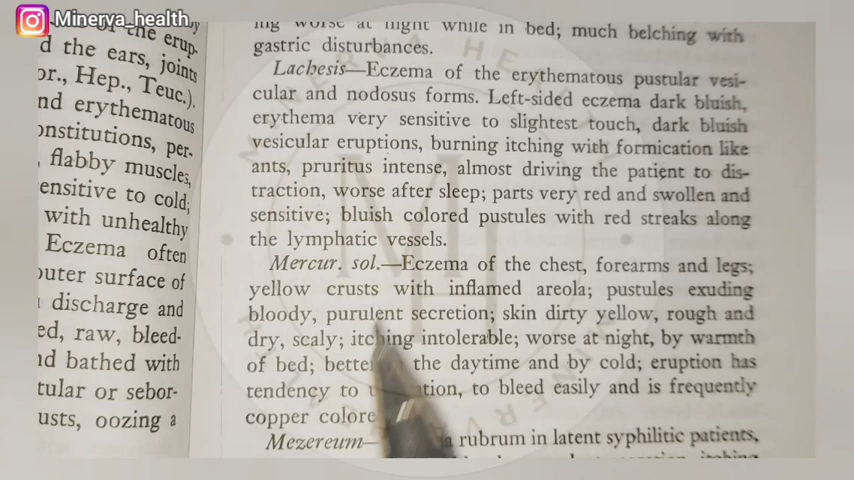 Minerva_health
the erup-
d the ears, joints
or., Hep., Teuc.).
nd erythematous
onstitutions, per-
, flabby muscles,
ensitive to cold;
with unhealthy
Eczema often
outer surface of
discharge and
ed, raw, bleed-
nd bathed with
tular or sebor-
usts, oozing a
ing worse at night while in bed; much belching with
gastric disturbances.
Lachesis—Eczema of the erythematous pustular vesi-
cular and nodosus forms. Left-sided eczema dark bluish,
erythema very sensitive to slightest touch, dark bluish
vesicular eruptions, burning itching with formication like
ants, pruritus intense, almost driving the patient to dis-
traction, worse after sleep; parts very red and swollen and
sensitive; bluish colored pustules with red streaks along
the lymphatic vessels.
Mercur. sol.—Eczema of the chest, forearms and legs;
yellow crusts with inflamed areola; pustules exuding
bloody, purulent secretion; skin dirty yellow, rough and
dry, scaly; itching intolerable; worse at night, by warmth
of bed; better the daytime and by cold; eruption has
tendency to ation, to bleed easily and is frequently
copper colore
Mezereum— rubrum in latent syphilitic patients,